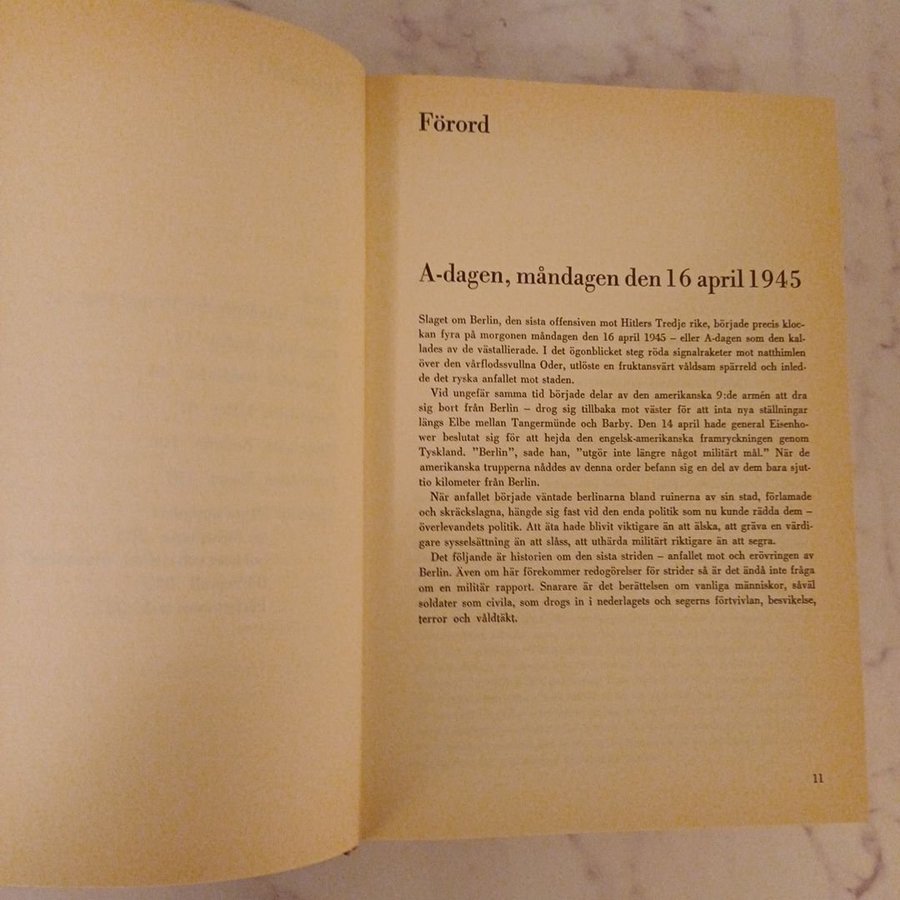 Förord
A-dagen, måndagen den 16 april 1945
Slaget om Berlin, den sista offensiven mot Hitlers Tredje rike, började precis kloc-
kan fyra på morgonen måndagen den 16 april 1945 – eller A-dagen som den kal-
lades av de västallierade. I det ögonblicket steg röda signalraketer mot natthimlen
över den vårflodssvullna Oder, utlöste en fruktansvärt våldsam spärreld och inled-
de det ryska anfallet mot staden.
Vid ungefär samma tid började delar av den amerikanska 9:de armén att dra
sig bort från Berlin – drog sig tillbaka mot väster för att inta nya ställningar
längs Elbe mellan Tangermünde och Barby. Den 14 april hade general Eisenho-
wer beslutat sig för att hejda den engelsk-amerikanska framryckningen genom
Tyskland. "Berlin", sade han, "utgör inte längre något militärt mål." När de
amerikanska trupperna nåddes av denna order befann sig en del av dem bara sjut-
tio kilometer från Berlin.
När anfallet började väntade berlinarna bland ruinerna av sin stad, förlamade
och skräckslagna, hängde sig fast vid den enda politik som nu kunde rädda dem –
överlevandets politik. Att äta hade blivit viktigare än att älska, att gräva en värdi-
gare sysselsättning än att slåss, att uthärda militärt riktigare än att segra.
Det följande är historien om den sista striden – anfallet mot och erövringen av
Berlin. Även om här förekommer redogörelser för strider så är det ändå inte fråga
om en militär rapport. Snarare är det berättelsen om vanliga människor, såväl
soldater som civila, som drogs in i nederlagets och segerns förtvivlan, besvikelse,
terror och våldtäkt.
11